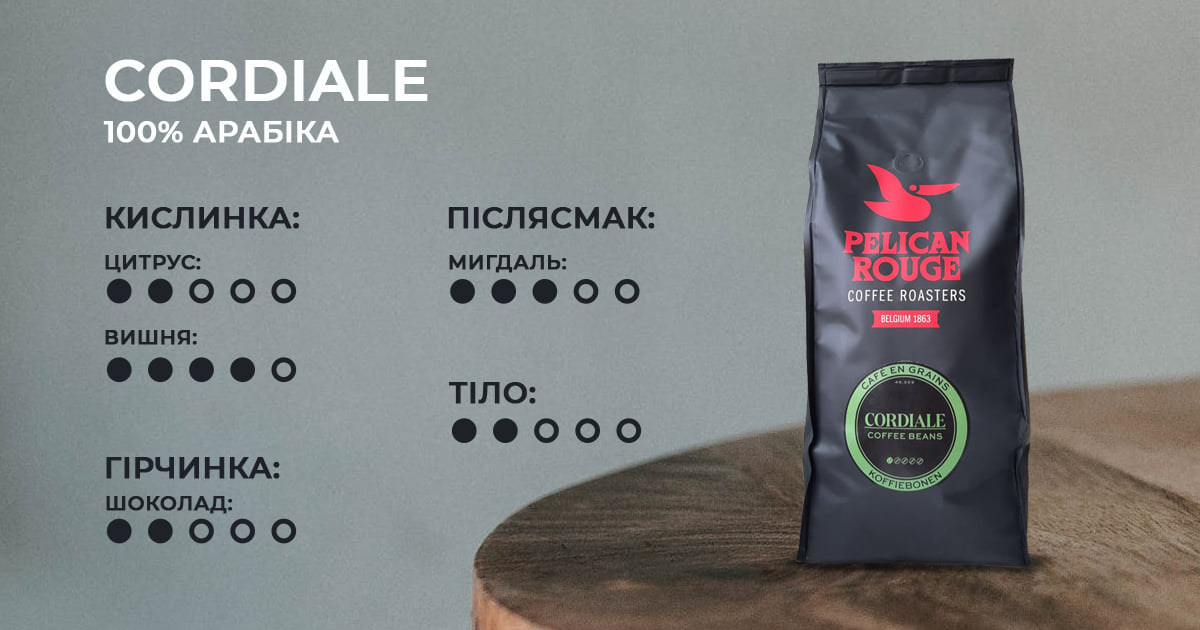 CORDIALE
100% АРАБІКА
КИСЛИНКА:
ЦИТРУС:
ВИШНЯ:
ГІРЧИНКА:
ШОКОЛАД:
ПІСЛЯСМАК:
МИГДАЛЬ:
ТІЛО:
PELICAN
ROUGE
COFFEE ROASTERS
BELGIUM 1863
CAFÉ EN GRAINS
CORDIALE
COFFEE BEANS
KOFFIEBONEN